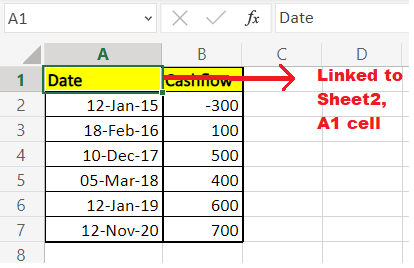 A1 fx Date
A B C D
1 Date Cashflow Linked to
2 12-Jan-15 -300 Sheet2,
3 18-Feb-16 100 A1 cell
4 10-Dec-17 500
5 05-Mar-18 400
6 12-Jan-19 600
7 12-Nov-20 700
8